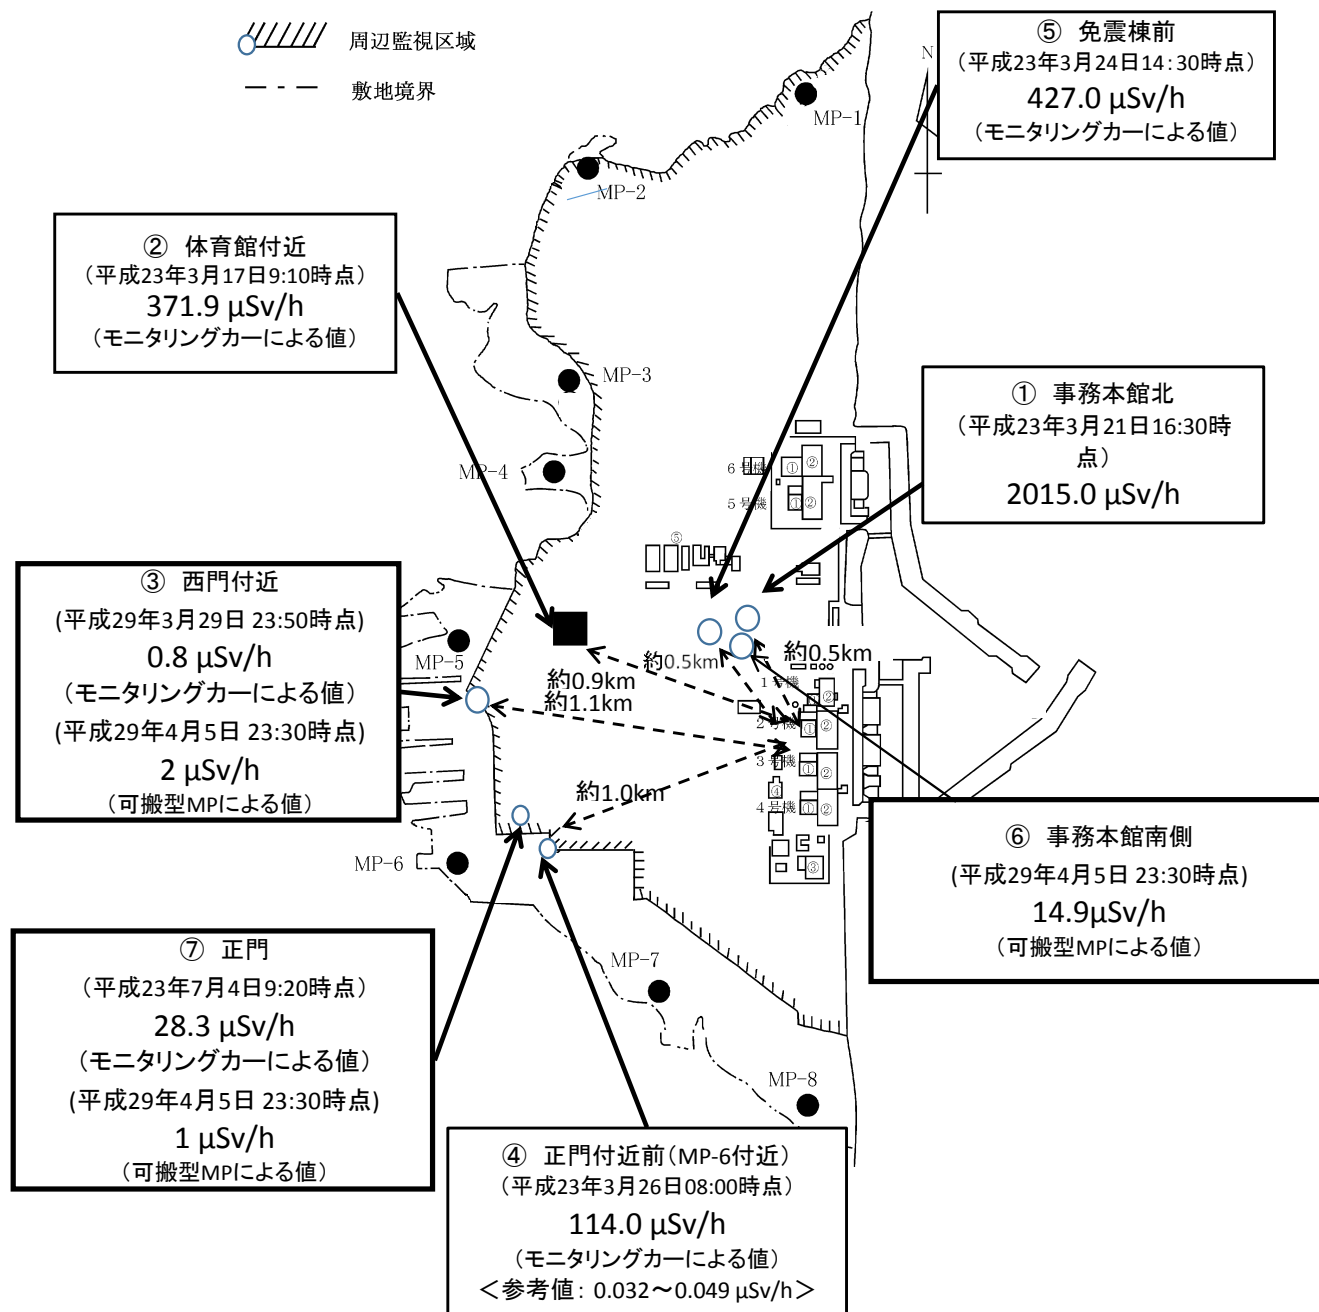 周辺監視区域
敷地境界
⑤ 免震棟前
（平成23年3月24日14：30時点）
427.0 μSv/h
（モニタリングカーによる値）
N
MP-1
MP-2
② 体育館付近
（平成23年3月17日9:10時点）
371.9 μSv/h
（モニタリングカーによる値）
MP-3
① 事務本館北
（平成23年3月21日16:30時
点）
2015.0 μSv/h
MP-4
６号機
①
②
５号機
①
②
⑤
③ 西門付近
(平成29年3月29日 23:50時点)
0.8 μSv/h
（モニタリングカーによる値）
(平成29年4月5日 23:30時点)
2 μSv/h
（可搬型MPによる値）
MP-5
約0.5km
約0.5km
約0.9km
約1.1km
１号機
②
２号機
①
②
３号機
①
②
約1.0km
④
４号機
①
②
③
MP-6
⑥ 事務本館南側
(平成29年4月5日 23:30時点)
14.9μSv/h
（可搬型MPによる値）
⑦ 正門
（平成23年7月4日9:20時点）
28.3 μSv/h
（モニタリングカーによる値）
(平成29年4月5日 23:30時点)
1 μSv/h
（可搬型MPによる値）
MP-7
MP-8
④ 正門付近前（MP-6付近）
（平成23年3月26日08:00時点）
114.0 μSv/h
（モニタリングカーによる値）
＜参考値：0.032～0.049 μSv/h＞